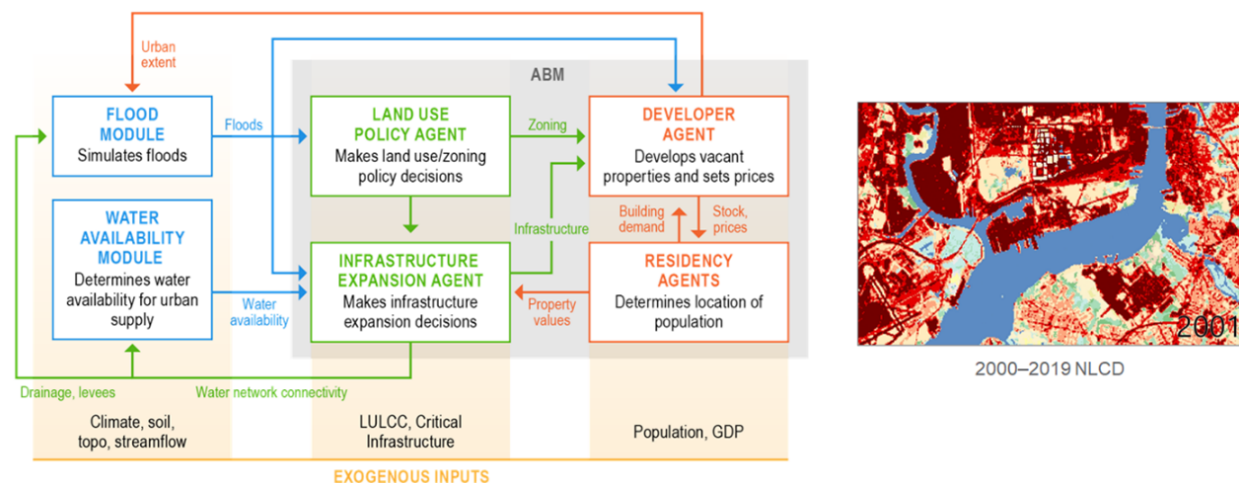 Urban
extent
ABM
FLOOD
MODULE
Simulates floods
Floods
LAND USE
POLICY AGENT
Makes land use/zoning
policy decisions
Zoning
DEVELOPER
AGENT
Develops vacant
properties and sets prices
WATER
AVAILABILITY
MODULE
Determines water
availability for urban
supply
Water
availability
INFRASTRUCTURE
EXPANSION AGENT
Makes infrastructure
expansion decisions
Infrastructure
Building
demand
Stock,
prices
RESIDENCY
AGENTS
Determines location of
population
Property
values
Drainage, levees
Water network connectivity
Climate, soil,
topo, streamflow
LULCC, Critical
Infrastructure
Population, GDP
EXOGENOUS INPUTS
2001
2000–2019 NLCD